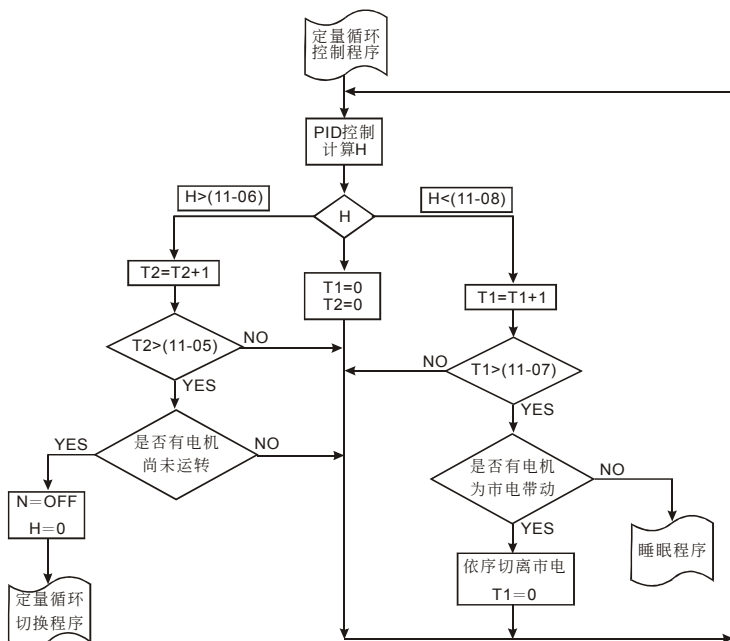 定量循环
控制程序
PID控制
计算H
H>(11-06)
H
H<(11-08)
T2=T2+1
T1=0
T2=0
T1=T1+1
T2>(11-05)
NO
NO
T1>(11-07)
YES
YES
YES
是否有电机
尚未运转
NO
是否有电机
为市电带动
NO
N=OFF
H=0
YES
睡眠程序
依序切离市电
T1=0
定量循环
切换程序